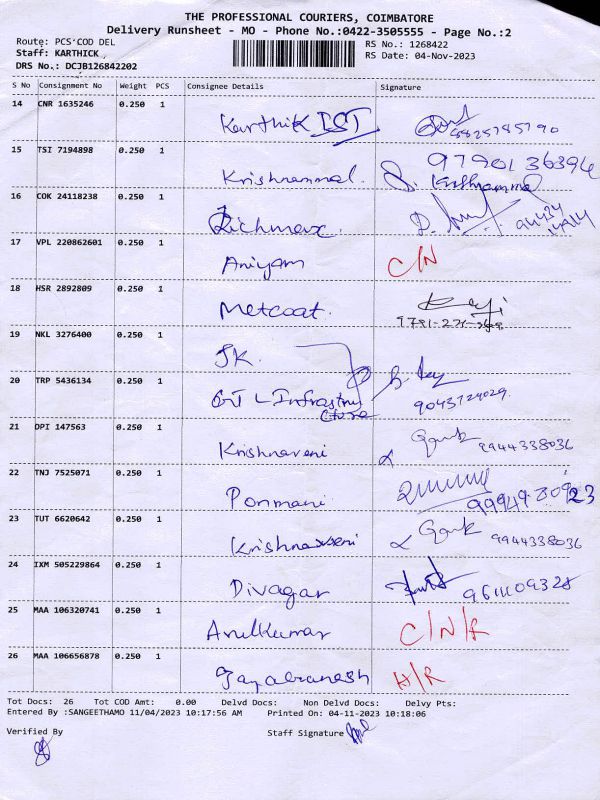 THE PROFESSIONAL COURIERS, COIMBATORE
Delivery Runsheet - MO - Phone No.:0422-3505555 - Page No.:2
Route: PCS'COD DEL
RS No.: 1268422
Staff: KARTHICK
RS Date: 04-Nov-2023
DRS No.: DCJB126842202
S No Consignment No Weight PCS Consignee Details Signature
14 CNR 1635246 0.250 1 Karthik IST
15 TSI 7194898 0.250 1 Krishnammal 9790136394
Krishnammal
16 COK 24118238 0.250 1 Richmax
17 VPL 220862601 0.250 1 Aniyam C/N
18 HSR 2892809 0.250 1 Metcoat
19 NKL 3276400 0.250 1 JK
20 TRP 5436134 0.250 1 GTL Infrastru
cture 9043724029
21 DPI 147563 0.250 1 Krishnaveni 9944338036
22 TNJ 7525071 0.250 1 Ponmani
23 TUT 6620642 0.250 1 Krishnaveni 9944338036
24 IXM 505229864 0.250 1 Divagar 9611109328
25 MAA 106320741 0.250 1 Arulkumar C/N/R
26 MAA 106656878 0.250 1 H/R
Tot Docs: 26 Tot COD Amt: 0.00 Delvd Docs: Non Delvd Docs: Delvy Pts:
Entered By :SANGEETHAMO 11/04/2023 10:17:56 AM Printed On: 04-11-2023 10:18:06
Verified By Staff Signature